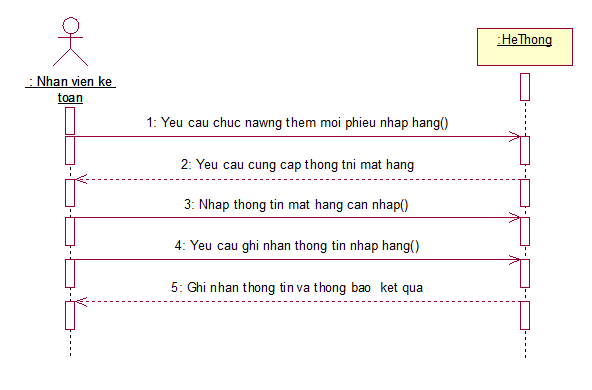 : Nhan vien ke
toan
:HeThong
1: Yeu cau chuc nawng them moi phieu nhap hang()
2: Yeu cau cung cap thong tni mat hang
3: Nhap thong tin mat hang can nhap()
4: Yeu cau ghi nhan thong tin nhap hang()
5: Ghi nhan thong tin va thong bao ket qua